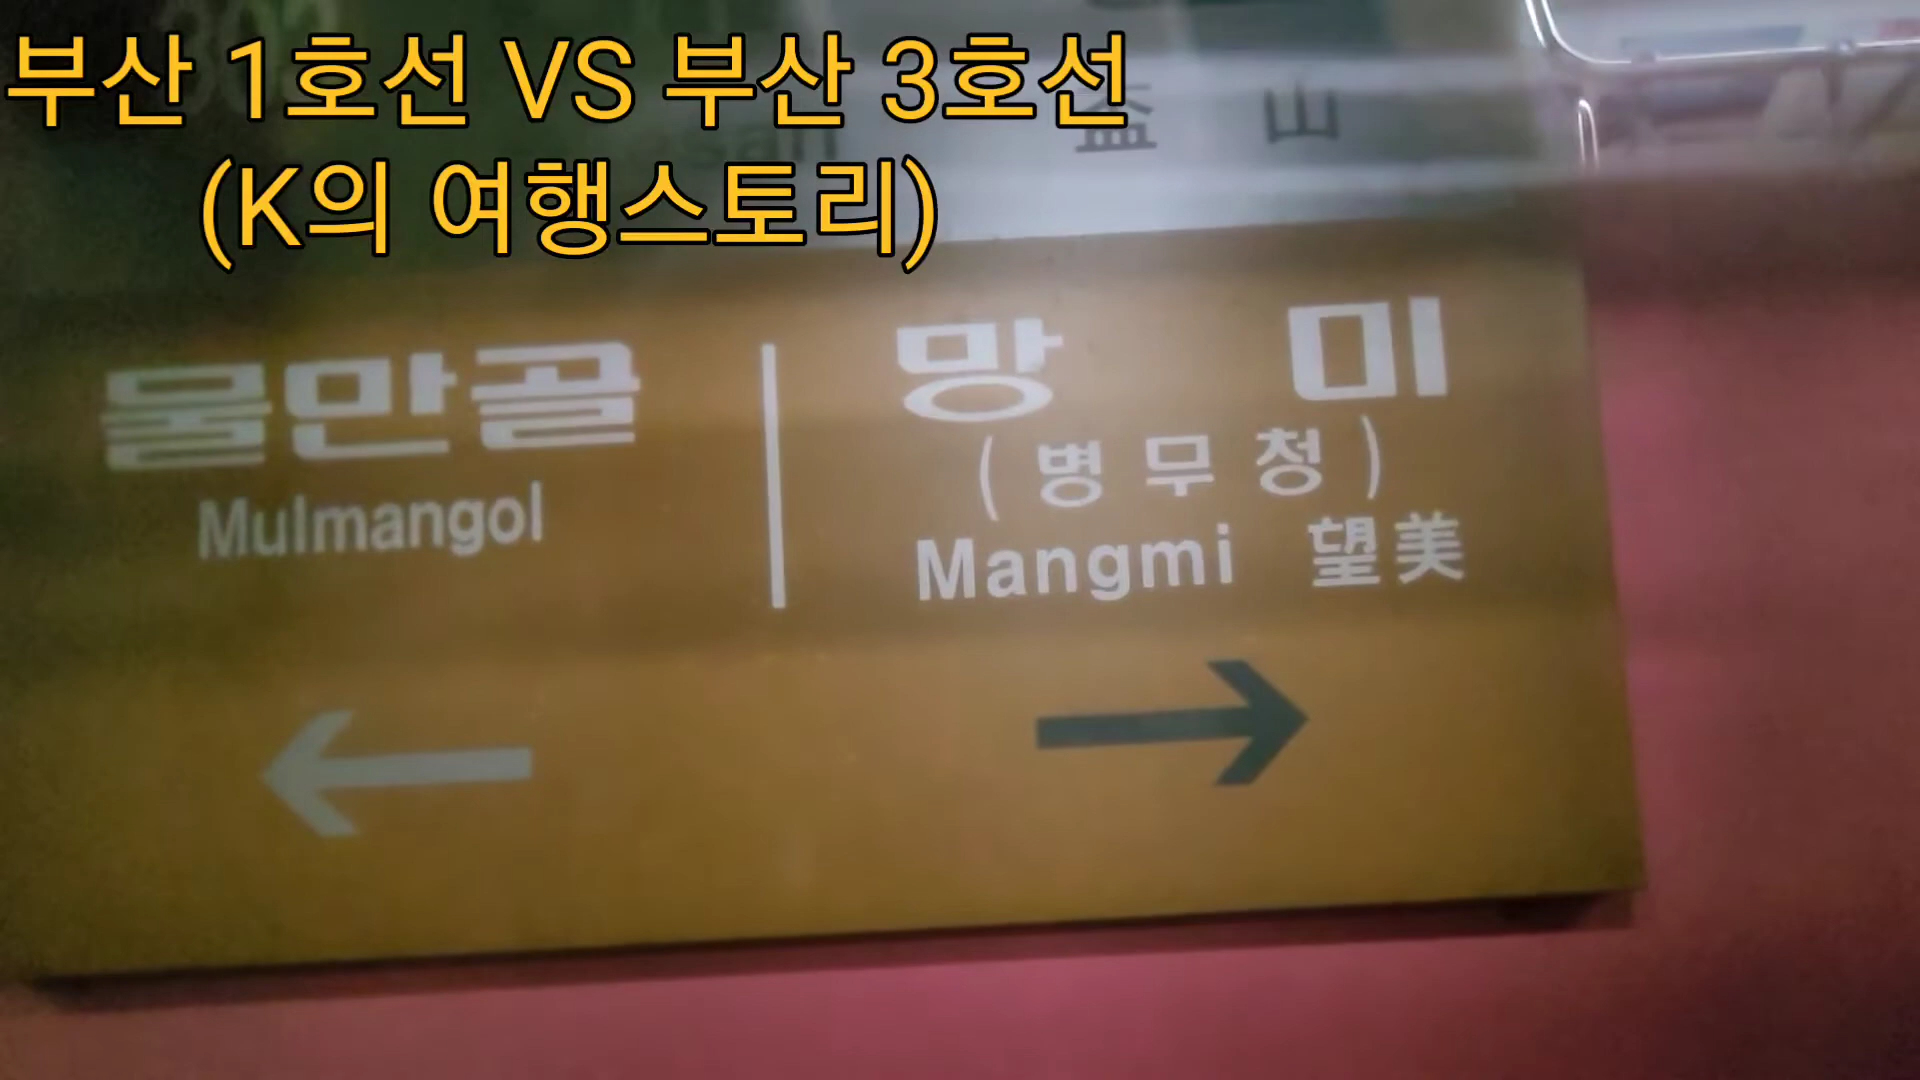 부산 1호선 VS 부산 3호선
(K의 여행스토리)
山
물만골
Mulmangol
망 미
(병무청)
Mangmi 望美